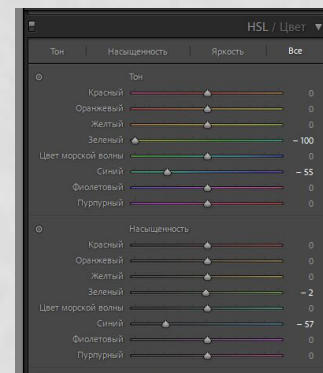 HSL / Цвет
Тон Насыщенность Яркость Все
Тон
Красный 0
Оранжевый 0
Желтый 0
Зеленый – 100
Цвет морской волны 0
Синий – 55
Фиолетовый 0
Пурпурный 0
Насыщенность
Красный 0
Оранжевый 0
Желтый 0
Зеленый – 2
Цвет морской волны 0
Синий – 57
Фиолетовый 0
Пурпурный 0